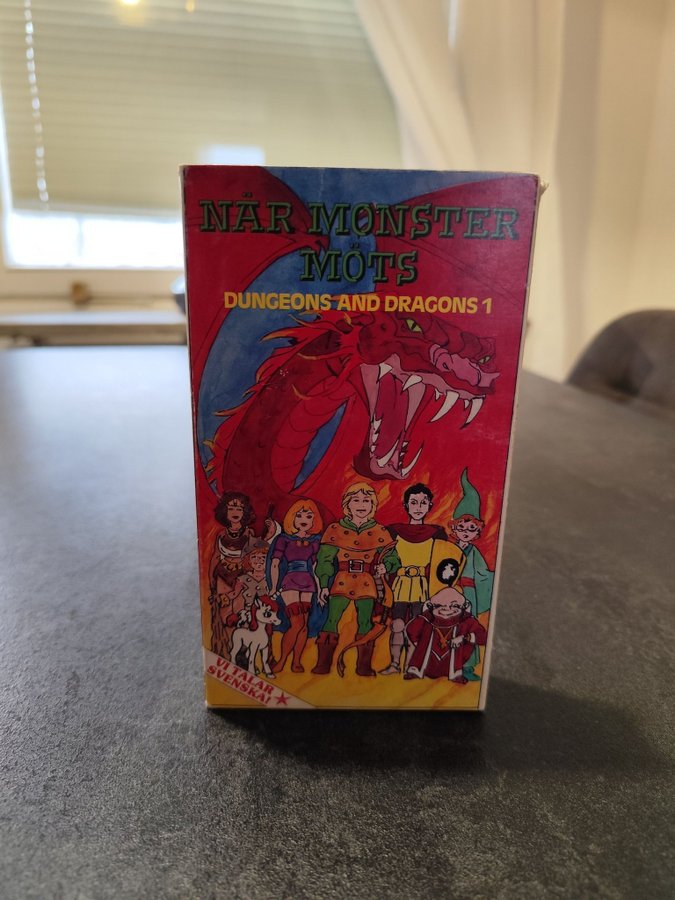 NÄR MONSTER
MÖTS
DUNGEONS AND DRAGONS 1
VI TALAR
SVENSKA!